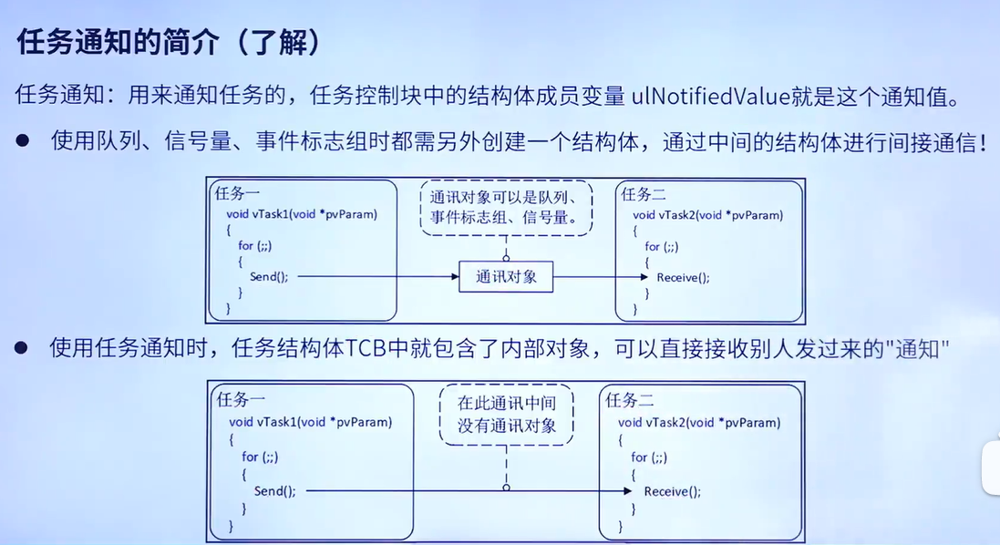 任务通知的简介（了解）
任务通知：用来通知任务的，任务控制块中的结构体成员变量 ulNotifiedValue就是这个通知值。
● 使用队列、信号量、事件标志组时都需另外创建一个结构体，通过中间的结构体进行间接通信！
任务一
void vTask1(void *pvParam)
{
for (;;)
{
Send();
}
}
通讯对象可以是队列、
事件标志组、信号量。
通讯对象
任务二
void vTask2(void *pvParam)
{
for (;;)
{
Receive();
}
}
● 使用任务通知时，任务结构体TCB中就包含了内部对象，可以直接接收别人发过来的"通知"
任务一
void vTask1(void *pvParam)
{
for (;;)
{
Send();
}
}
在此通讯中间
没有通讯对象
任务二
void vTask2(void *pvParam)
{
for (;;)
{
Receive();
}
}